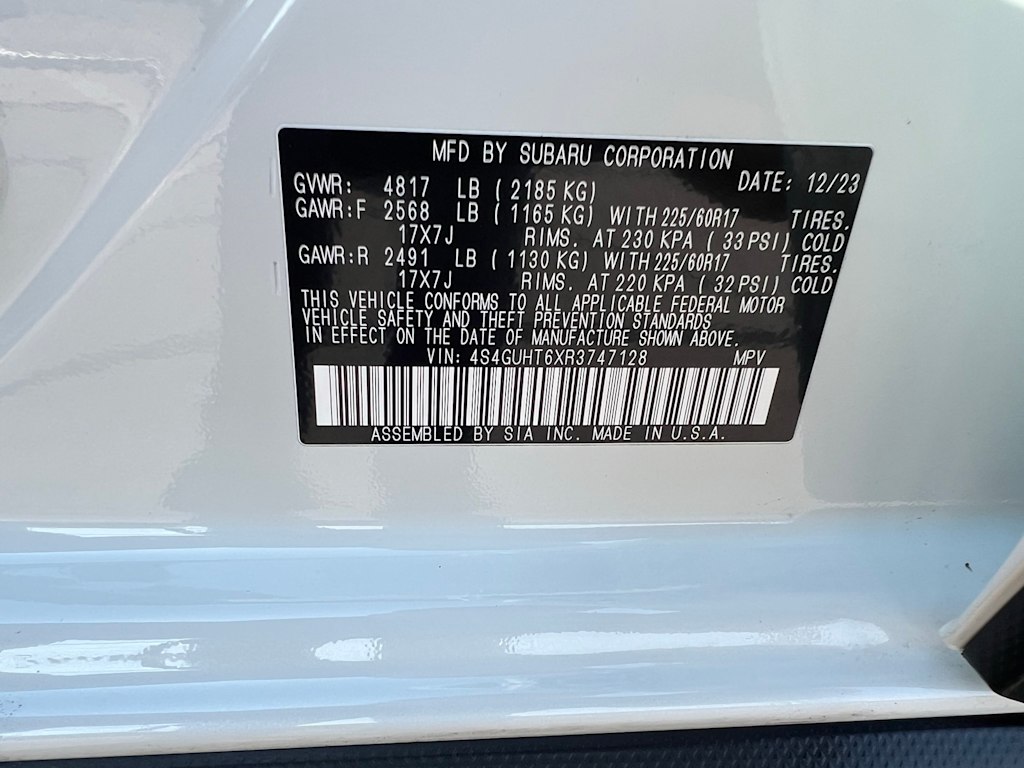 MFD BY SUBARU CORPORATION
DATE: 12/23
GVWR: 4817 LB ( 2185 KG)
GAWR:F 2568 LB ( 1165 KG) WITH 225/60R17 TIRES.
17X7J RIMS. AT 230 KPA ( 33 PSI) COLD
GAWR:R 2491 LB ( 1130 KG) WITH 225/60R17 TIRES.
17X7J RIMS. AT 220 KPA ( 32 PSI) COLD
THIS VEHICLE CONFORMS TO ALL APPLICABLE FEDERAL MOTOR
VEHICLE SAFETY AND THEFT PREVENTION STANDARDS
IN EFFECT ON THE DATE OF MANUFACTURE SHOWN ABOVE.
VIN: 4S4GUHT6XR3747128 MPV
ASSEMBLED BY SIA INC. MADE IN U.S.A.